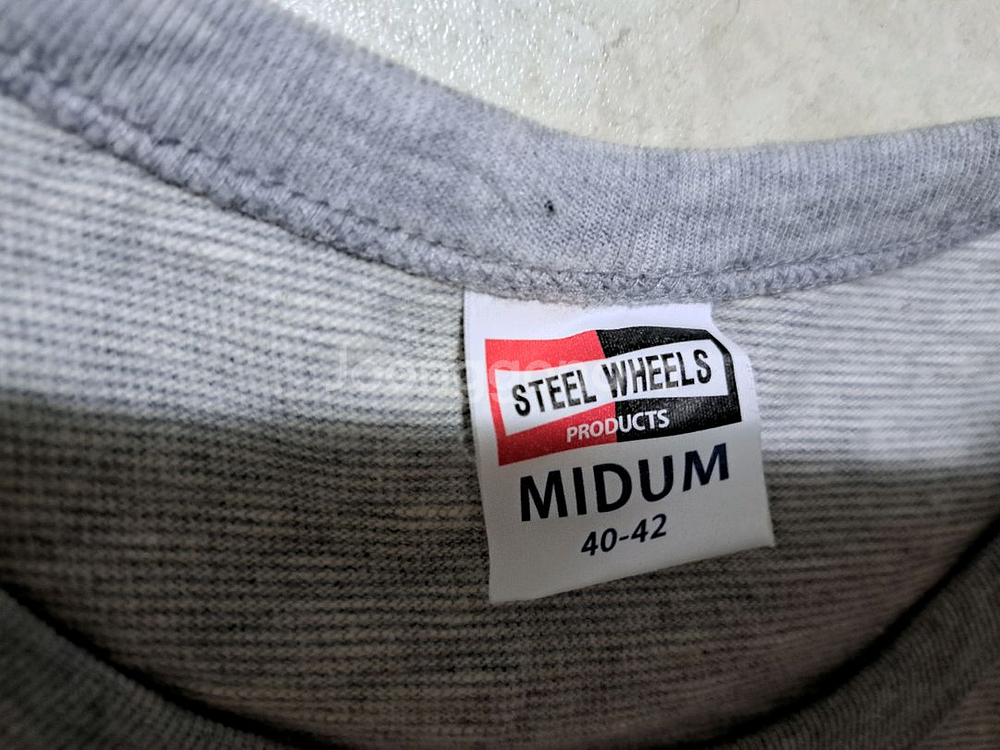 STEEL WHEELS
PRODUCTS
MIDUM
40-42